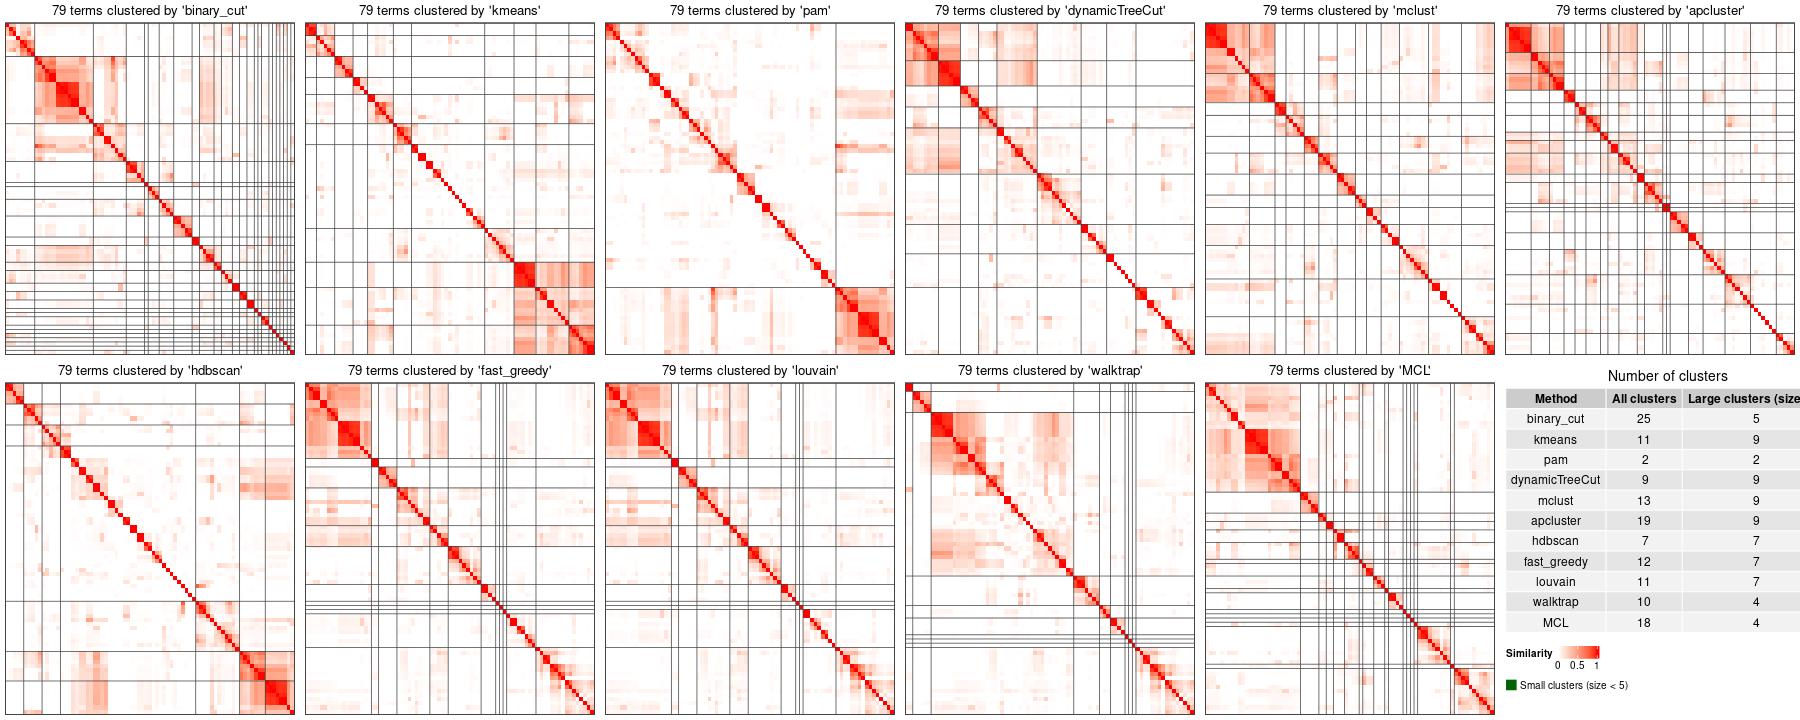 79 terms clustered by 'binary_cut'
79 terms clustered by 'kmeans'
79 terms clustered by 'pam'
79 terms clustered by 'dynamicTreeCut'
79 terms clustered by 'mclust'
79 terms clustered by 'apcluster'
79 terms clustered by 'hdbscan'
79 terms clustered by 'fast_greedy'
79 terms clustered by 'louvain'
79 terms clustered by 'walktrap'
79 terms clustered by 'MCL'
Number of clusters
Method All clusters Large clusters (size
binary_cut 25 5
kmeans 11 9
pam 2 2
dynamicTreeCut 9 9
mclust 13 9
apcluster 19 9
hdbscan 7 7
fast_greedy 12 7
louvain 11 7
walktrap 10 4
MCL 18 4
Similarity
0 0.5 1
Small clusters (size < 5)